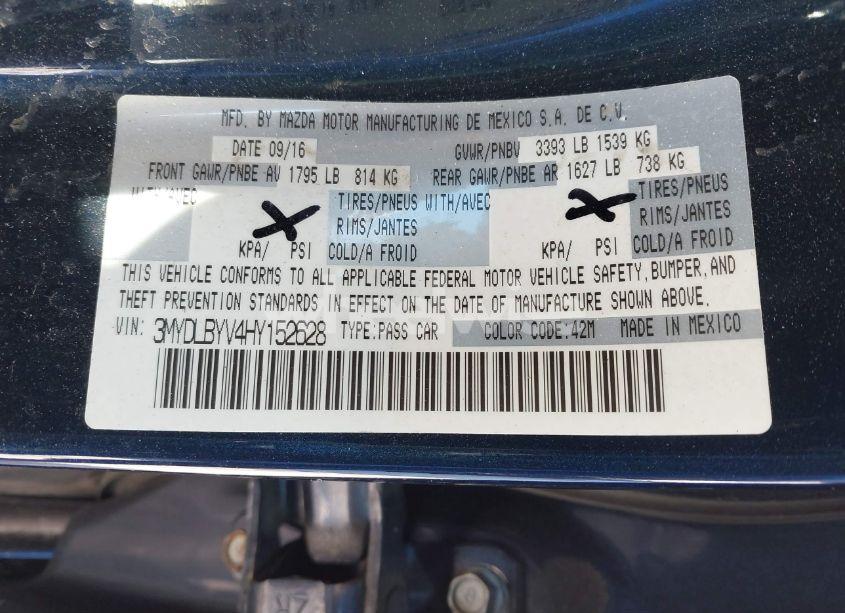 MFD. BY MAZDA MOTOR MANUFACTURING DE MEXICO S.A. DE C.V.
DATE 09/16 GVWR/PNBV 3393 LB 1539 KG
FRONT GAWR/PNBE AV 1795 LB 814 KG REAR GAWR/PNBE AR 1627 LB 738 KG
WITH/AVEC TIRES/PNEUS WITH/AVEC TIRES/PNEUS
RIMS/JANTES RIMS/JANTES
KPA/ PSI COLD/A FROID KPA/ PSI COLD/A FROID
THIS VEHICLE CONFORMS TO ALL APPLICABLE FEDERAL MOTOR VEHICLE SAFETY, BUMPER, AND
THEFT PREVENTION STANDARDS IN EFFECT ON THE DATE OF MANUFACTURE SHOWN ABOVE.
VIN: 3MYDLBYV4HY152628 TYPE:PASS CAR COLOR CODE:42M MADE IN MEXICO